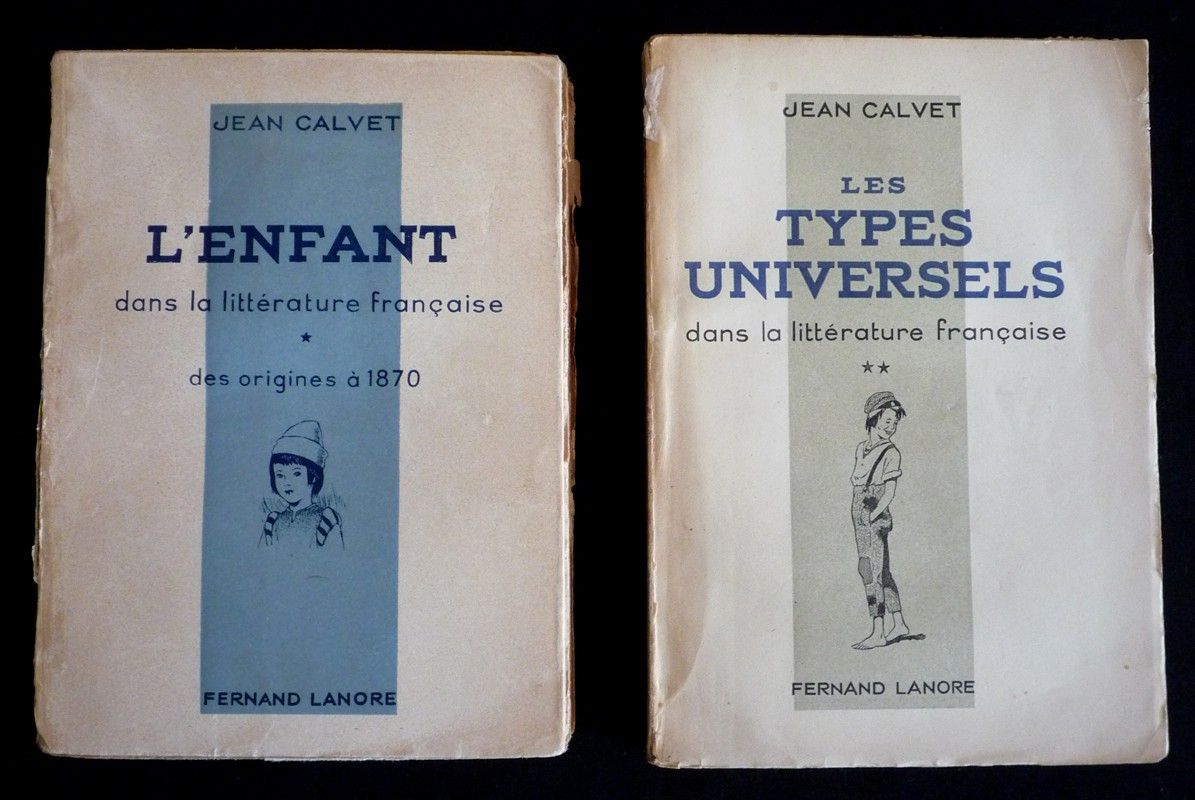 JEAN CALVET
L'ENFANT
dans la littérature française
★
des origines à 1870
FERNAND LANORE
JEAN CALVET
LES
TYPES
UNIVERSELS
dans la littérature française
★★
FERNAND LANORE